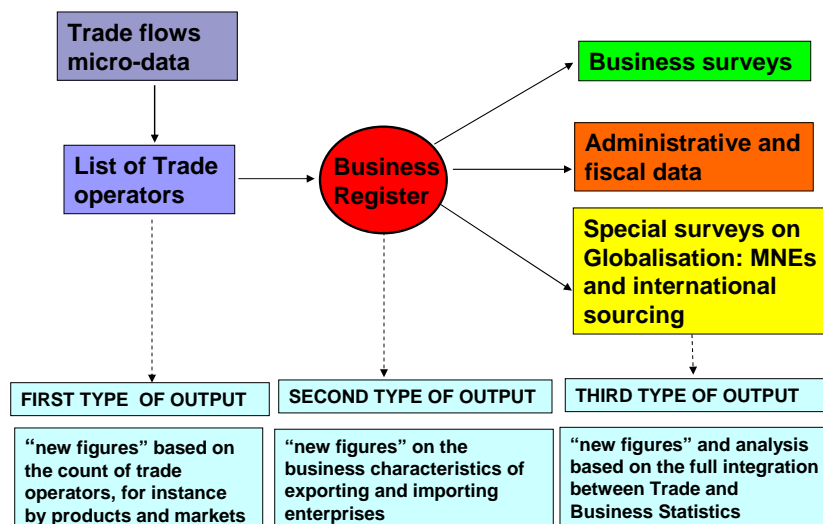 Trade flows
micro-data
List of Trade
operators
Business
Register
Business surveys
Administrative and
fiscal data
Special surveys on
Globalisation: MNEs
and international
sourcing
FIRST TYPE OF OUTPUT
SECOND TYPE OF OUTPUT
THIRD TYPE OF OUTPUT
“new figures” based on
the count of trade
operators, for instance
by products and markets
“new figures” on the
business characteristics of
exporting and importing
enterprises
“new figures” and analysis
based on the full integration
between Trade and
Business Statistics